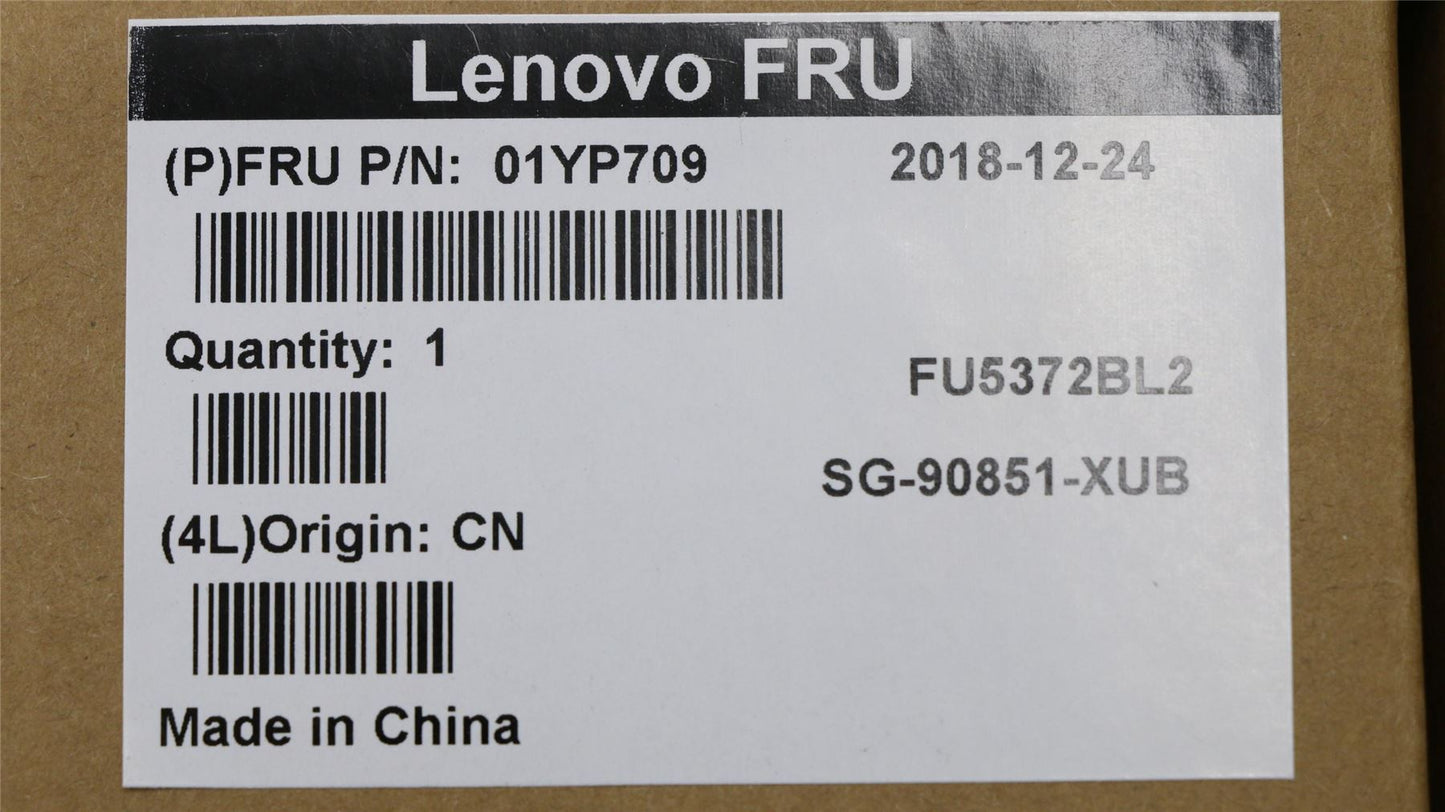 Lenovo FRU
(P)FRU P/N: 01YP709 2018-12-24
Quantity: 1
FU5372BL2
SG-90851-XUB
(4L)Origin: CN
Made in China